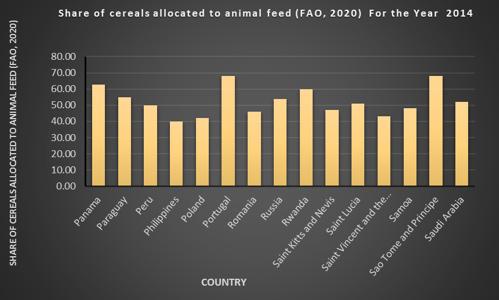 Share of cereals allocated to animal feed (FAO, 2020)  For the Year  2014
SHARE OF CEREALS ALLOCATED TO ANIMAL FEED (FAO, 2020)
80.00
70.00
60.00
50.00
40.00
30.00
20.00
10.00
0.00
Panama
Paraguay
Peru
Philippines
Poland
Portugal
Romania
Russia
Rwanda
Saint Kitts and Nevis
Saint Lucia
Saint Vincent and the...
Samoa
Sao Tome and Principe
Saudi Arabia
COUNTRY